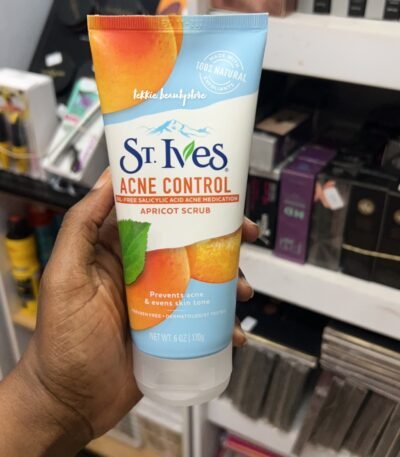 MADE WITH
100% NATURAL
EXFOLIANTS
tekkie beautystore
ST. IVES
ACNE CONTROL
OIL-FREE SALICYLIC ACID ACNE MEDICATION
APRICOT SCRUB
Prevents acne
& evens skin tone
PARABEN FREE • DERMATOLOGIST TESTED
NET WT. 6 OZ | 170g